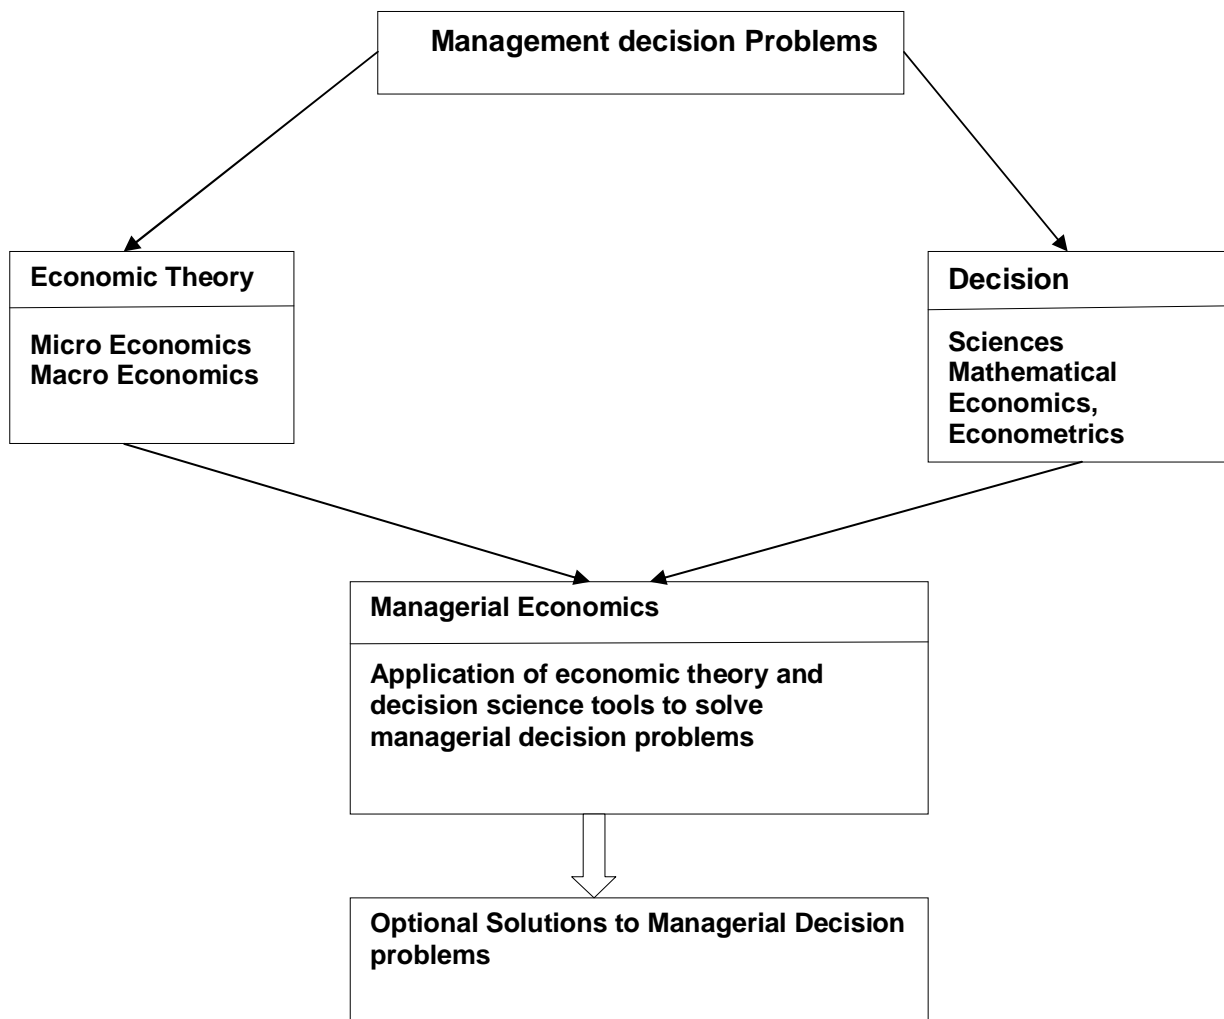 Management decision Problems
Economic Theory
Micro Economics
Macro Economics
Decision
Sciences
Mathematical
Economics,
Econometrics
Managerial Economics
Application of economic theory and
decision science tools to solve
managerial decision problems
Optional Solutions to Managerial Decision
problems